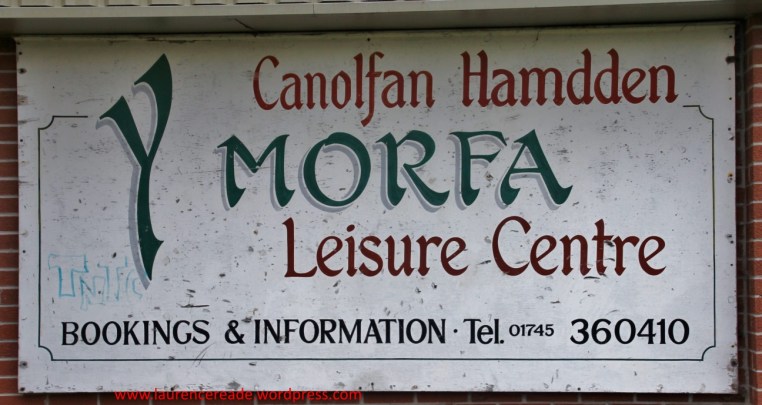 Canolfan Hamdden
Y MORFA
Leisure Centre
BOOKINGS & INFORMATION · Tel. 01745 360410
www.laurencereade.wordpress.com